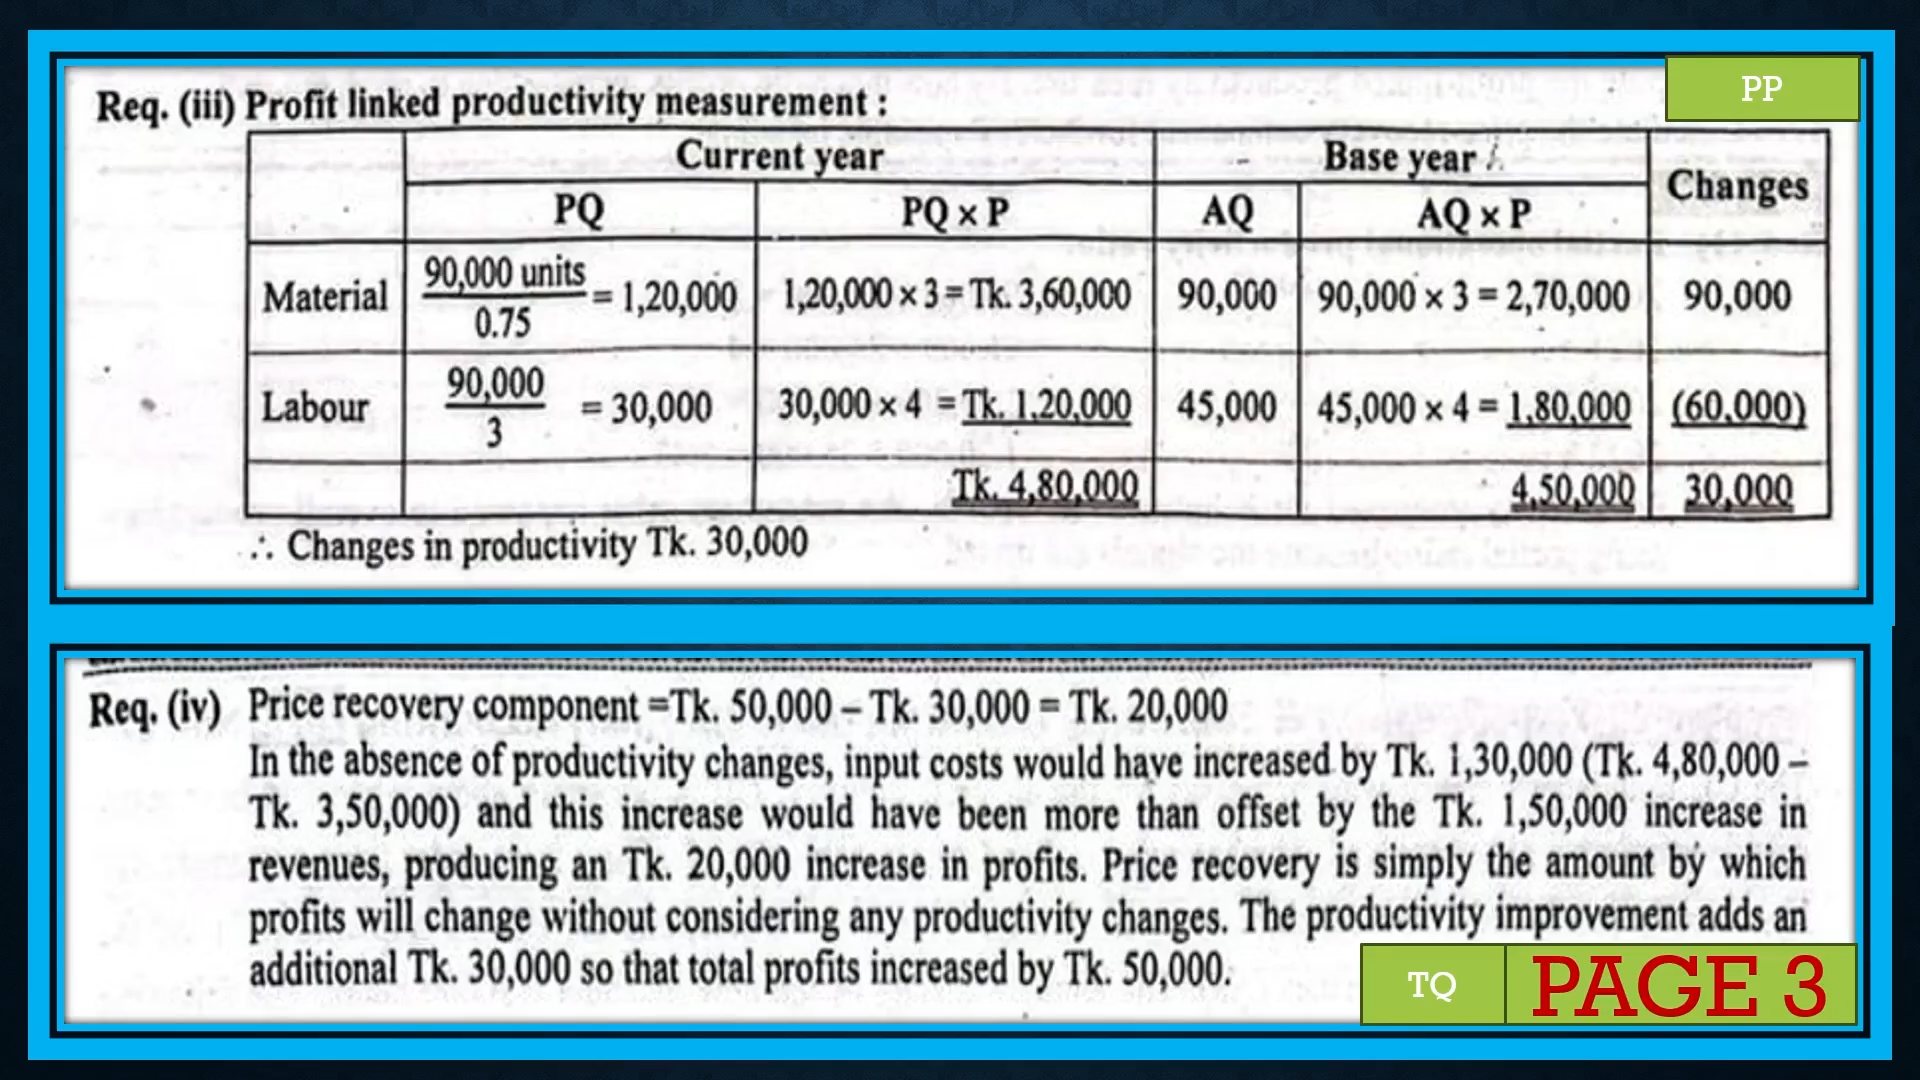 PP
Req. (iii) Profit linked productivity measurement :
Current year Base year Changes
PQ PQ x P AQ AQ x P
Material 90,000 units / 0.75 = 1,20,000 1,20,000 × 3 = Tk. 3,60,000 90,000 90,000 × 3 = 2,70,000 90,000
Labour 90,000 / 3 = 30,000 30,000 × 4 = Tk. 1,20,000 45,000 45,000 × 4 = 1,80,000 (60,000)
Tk. 4,80,000 4,50,000 30,000
∴ Changes in productivity Tk. 30,000
Req. (iv) Price recovery component =Tk. 50,000 – Tk. 30,000 = Tk. 20,000
In the absence of productivity changes, input costs would have increased by Tk. 1,30,000 (Tk. 4,80,000 –
Tk. 3,50,000) and this increase would have been more than offset by the Tk. 1,50,000 increase in
revenues, producing an Tk. 20,000 increase in profits. Price recovery is simply the amount by which
profits will change without considering any productivity changes. The productivity improvement adds an
additional Tk. 30,000 so that total profits increased by Tk. 50,000.
TQ PAGE 3